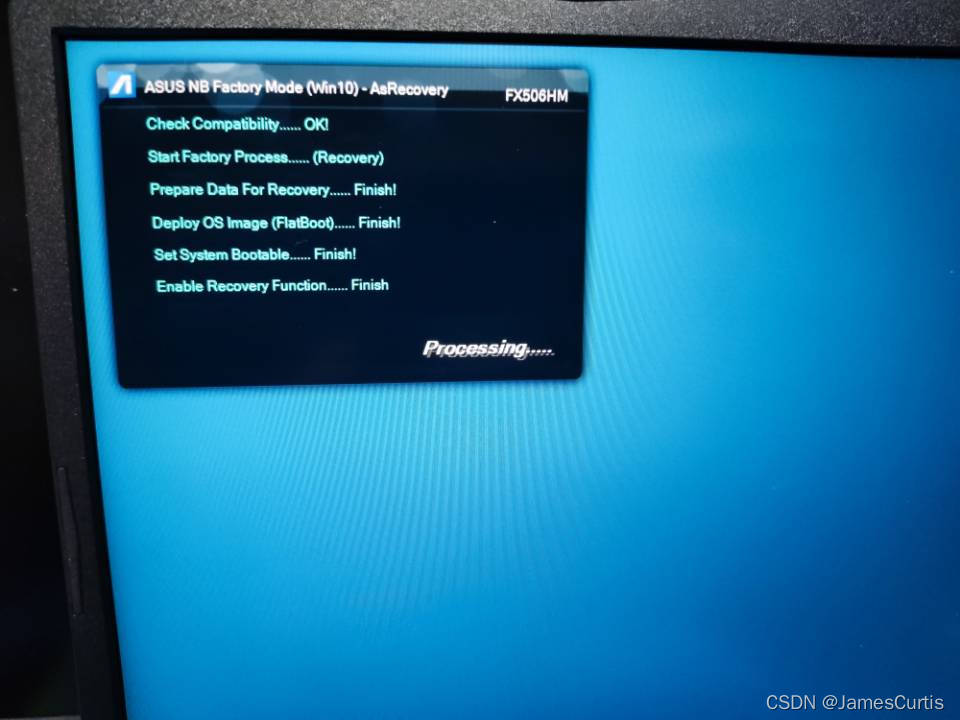 ASUS NB Factory Mode (Win10) - AsRecovery FX506HM
Check Compatibility...... OK!
Start Factory Process...... (Recovery)
Prepare Data For Recovery...... Finish!
Deploy OS Image (FlatBoot)...... Finish!
Set System Bootable...... Finish!
Enable Recovery Function...... Finish
Processing.....
CSDN @JamesCurtis